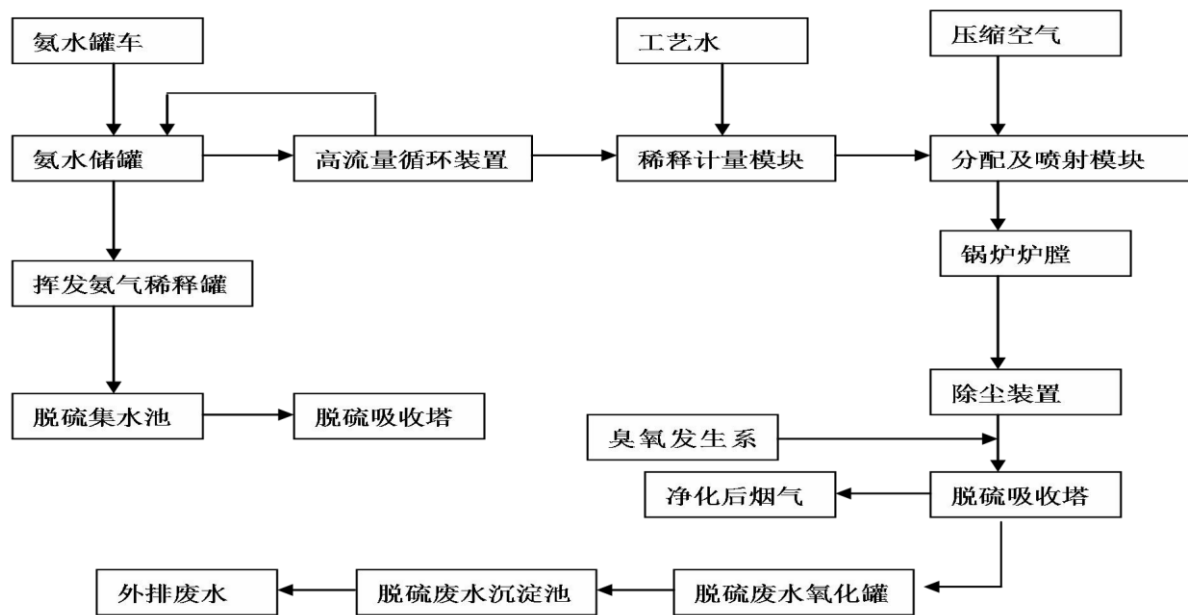 氨水罐车
工艺水
压缩空气
氨水储罐
高流量循环装置
稀释计量模块
分配及喷射模块
锅炉炉膛
挥发氨气稀释罐
除尘装置
脱硫集水池
脱硫吸收塔
臭氧发生系
净化后烟气
脱硫吸收塔
外排废水
脱硫废水沉淀池
脱硫废水氧化罐